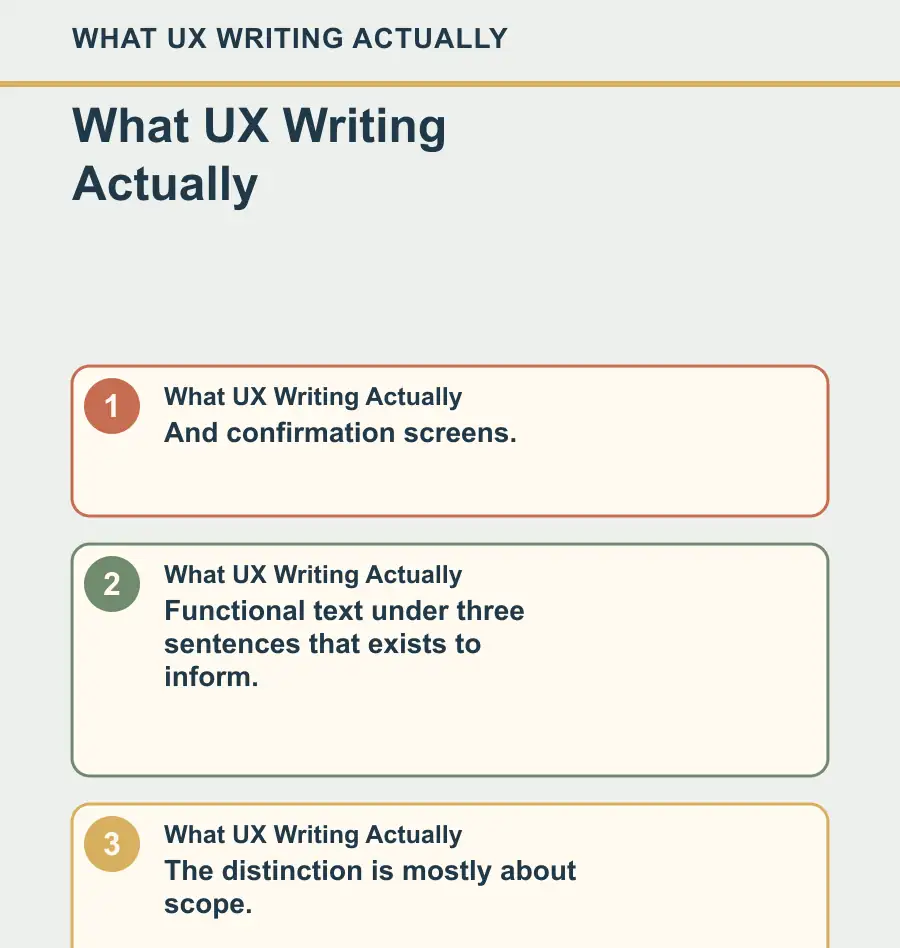 WHAT UX WRITING ACTUALLY
What UX Writing
Actually
1
What UX Writing Actually
And confirmation screens.
2
What UX Writing Actually
Functional text under three
sentences that exists to
inform.
3
What UX Writing Actually
The distinction is mostly about
scope.